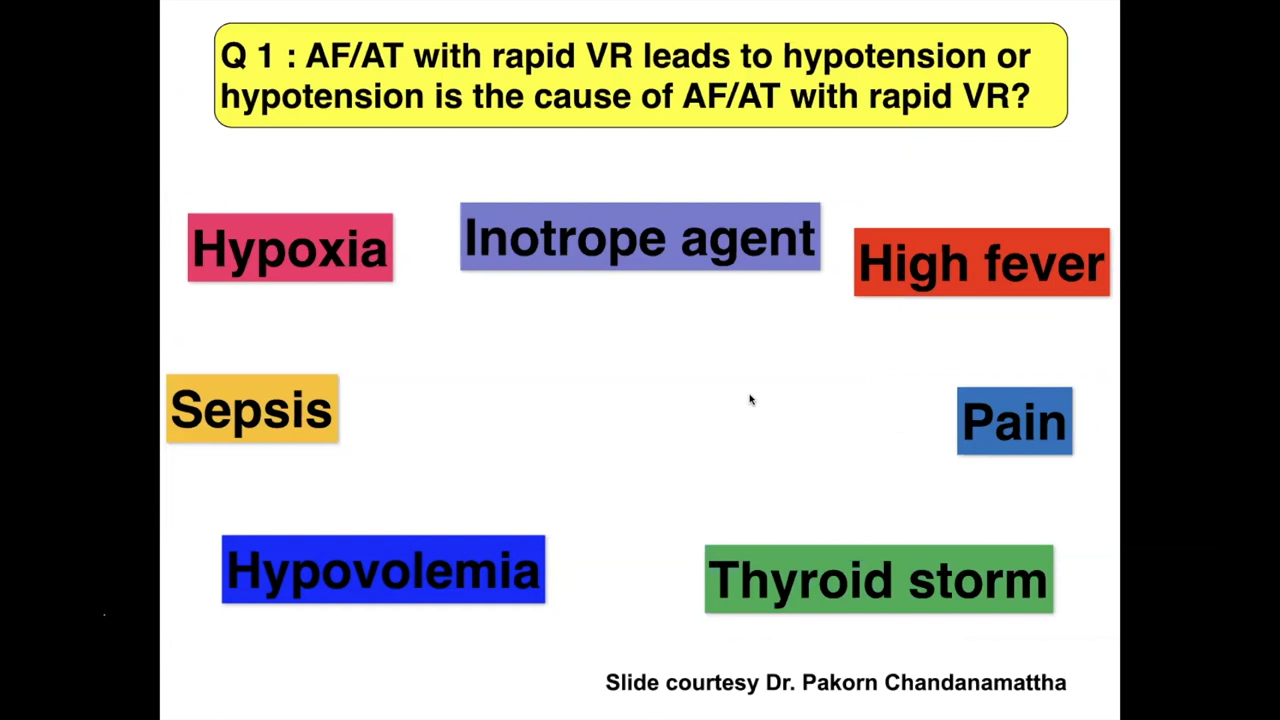 Q 1 : AF/AT with rapid VR leads to hypotension or
hypotension is the cause of AF/AT with rapid VR?
Hypoxia
Inotrope agent
High fever
Sepsis
Pain
Hypovolemia
Thyroid storm
Slide courtesy Dr. Pakorn Chandanamattha